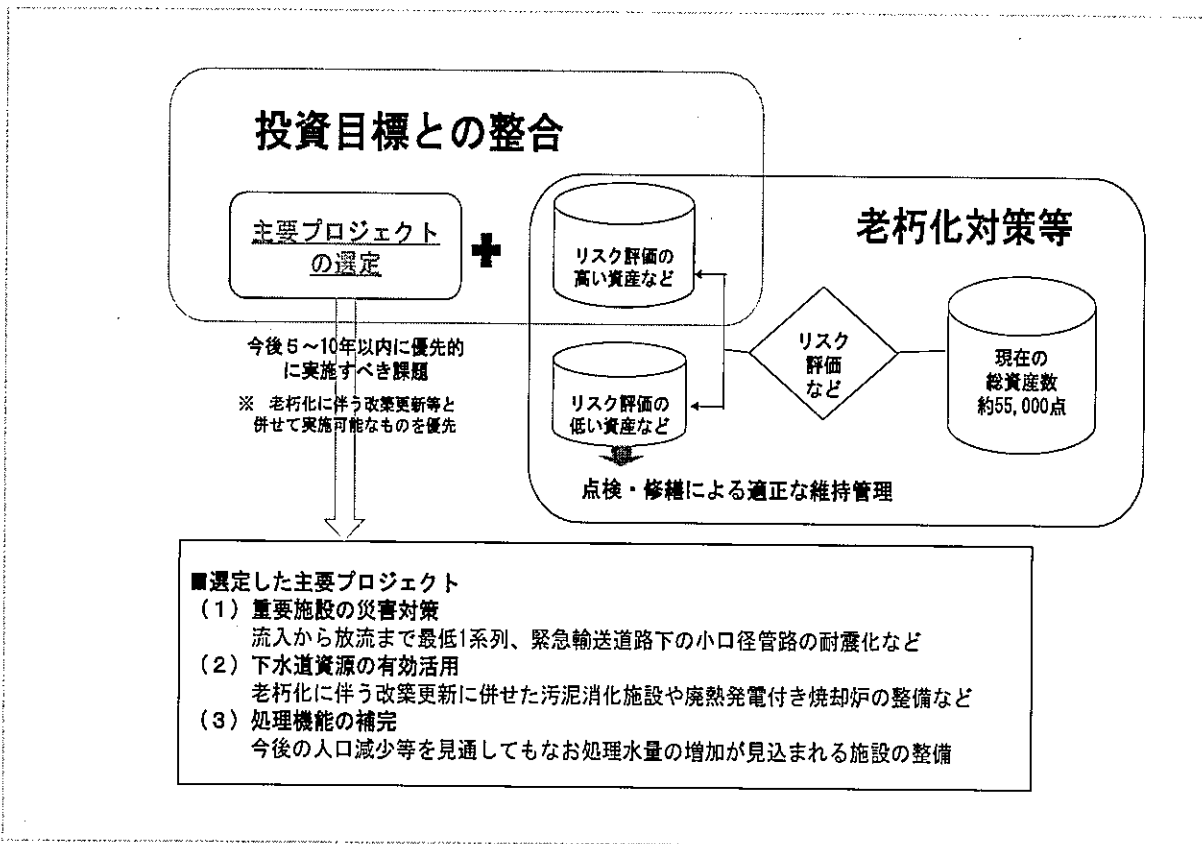 投資目標との整合
主要プロジェクト
の選定
リスク評価の
高い資産など
老朽化対策等
リスク
評価
など
現在の
総資産数
約55,000点
今後５～10年以内に優先的
に実施すべき課題
※　老朽化に伴う改築更新等と
併せて実施可能なものを優先
リスク評価の
低い資産など
点検・修繕による適正な維持管理
■選定した主要プロジェクト
（１）重要施設の災害対策
流入から放流まで最低1系列、緊急輸送道路下の小口径管路の耐震化など
（２）下水道資源の有効活用
老朽化に伴う改築更新に併せた汚泥消化施設や廃熱発電付き焼却炉の整備など
（３）処理機能の補完
今後の人口減少等を見通してもなお処理水量の増加が見込まれる施設の整備